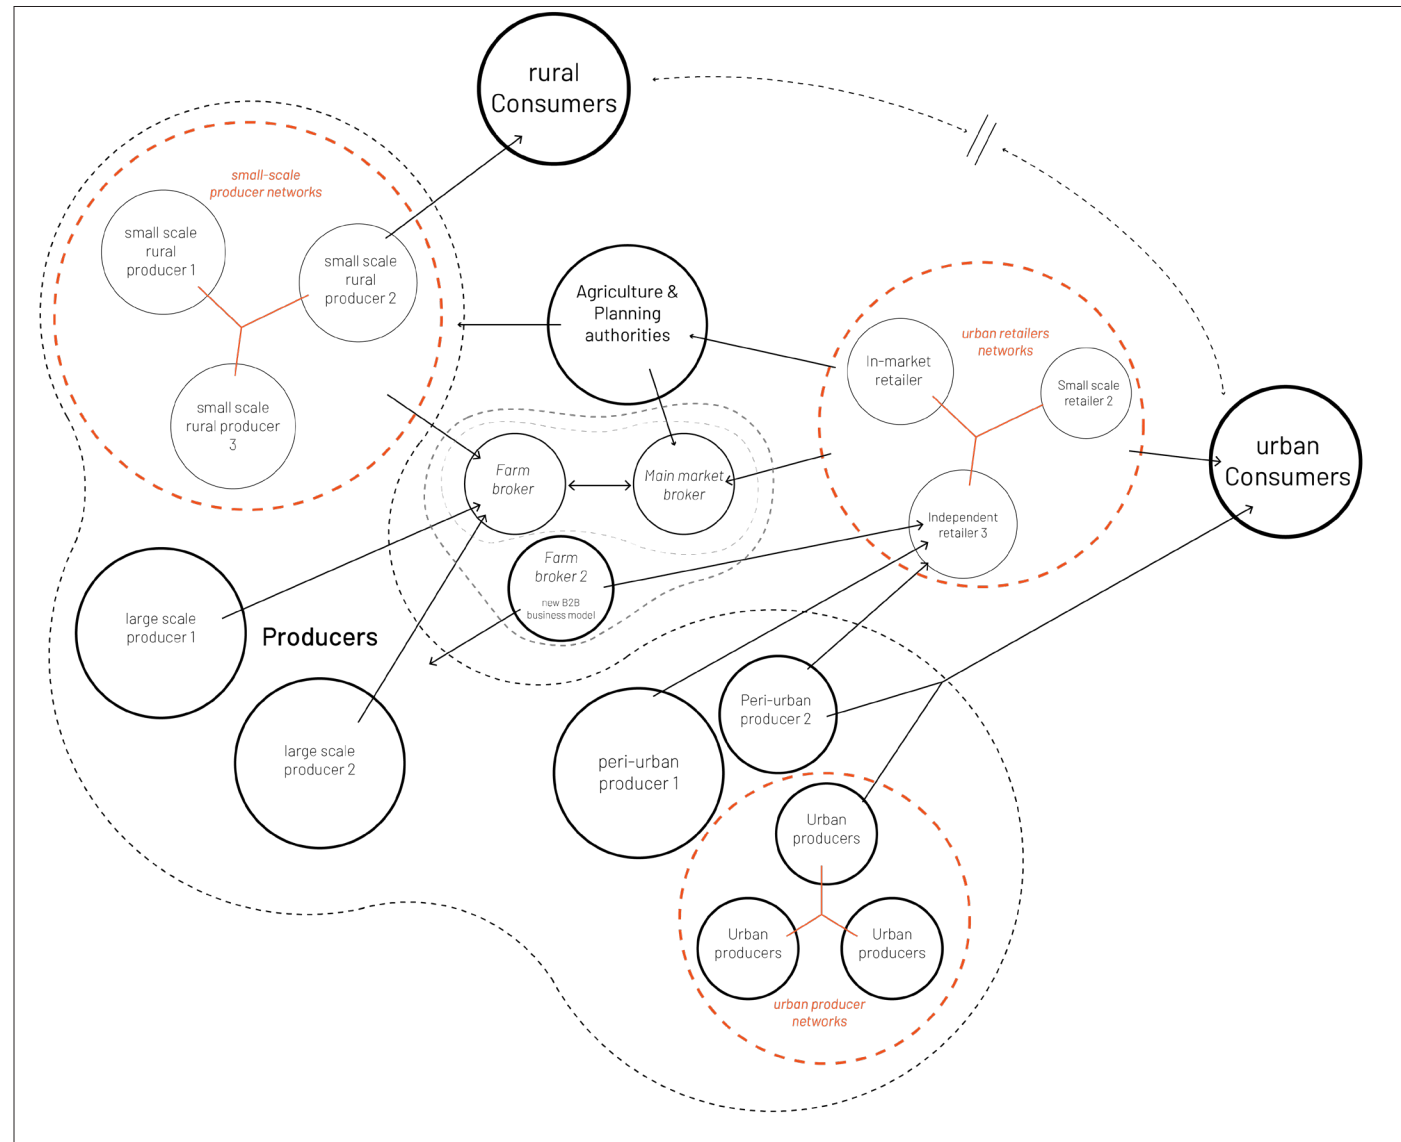 rural
Consumers
small-scale
producer networks
small scale
rural
producer 1
small scale
rural
producer 2
small scale
rural producer
3
Agriculture &
Planning
authorities
urban retailers
networks
In-market
retailer
Small scale
retailer 2
Independent
retailer 3
urban
Consumers
Farm
broker
Main market
broker
Farm
broker 2
new B2B
business model
large scale
producer 1
Producers
large scale
producer 2
peri-urban
producer 1
Peri-urban
producer 2
Urban
producers
Urban
producers
Urban
producers
urban producer
networks